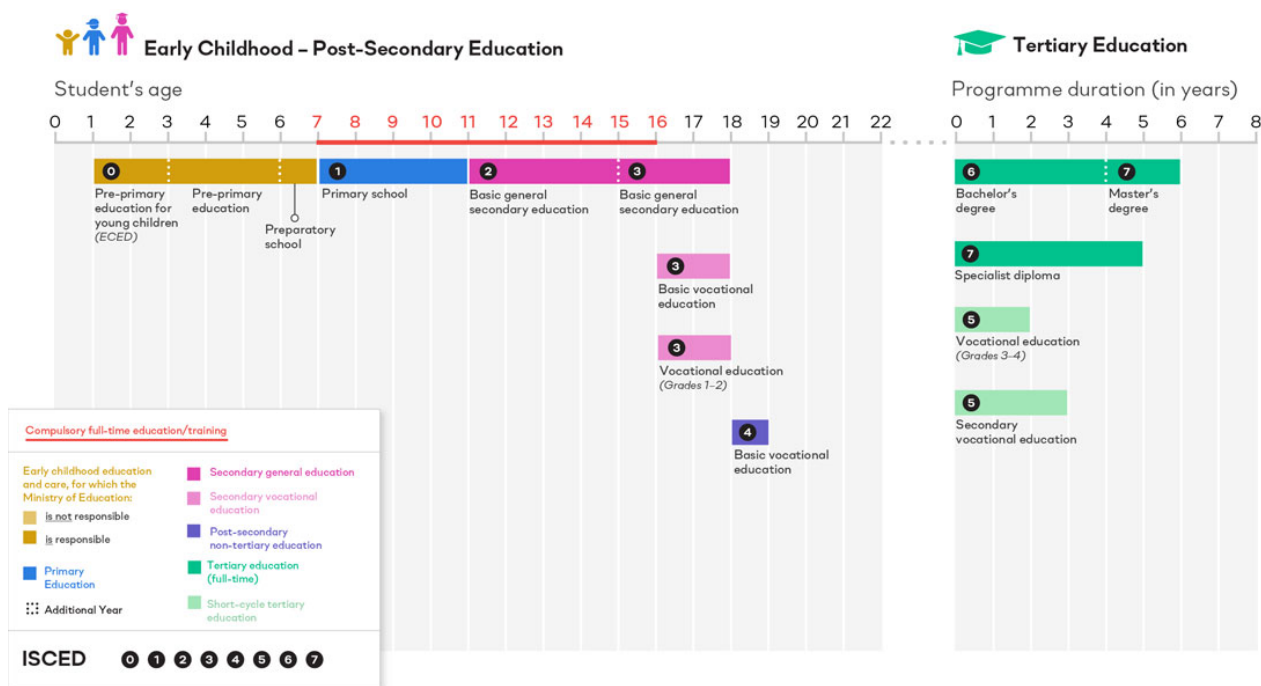 Early Childhood – Post-Secondary Education
Tertiary Education
Student's age
Programme duration (in years)
0 1 2 3 4 5 6 7 8 9 10 11 12 13 14 15 16 17 18 19 20 21 22
0 1 2 3 4 5 6 7 8
0
Pre-primary
education for
young children
(ECED)
Pre-primary
education
Preparatory
school
1
Primary school
2
Basic general
secondary education
3
Basic general
secondary education
3
Basic vocational
education
3
Vocational education
(Grades 1–2)
4
Basic vocational
education
6
Bachelor's
degree
7
Master's
degree
7
Specialist diploma
5
Vocational education
(Grades 3–4)
5
Secondary
vocational education
Compulsory full-time education/training
Early childhood education
and care, for which the
Ministry of Education:
is not responsible
is responsible
Primary
Education
Additional Year
Secondary general education
Secondary vocational
education
Post-secondary
non-tertiary education
Tertiary education
(full-time)
Short-cycle tertiary
education
ISCED 0 1 2 3 4 5 6 7